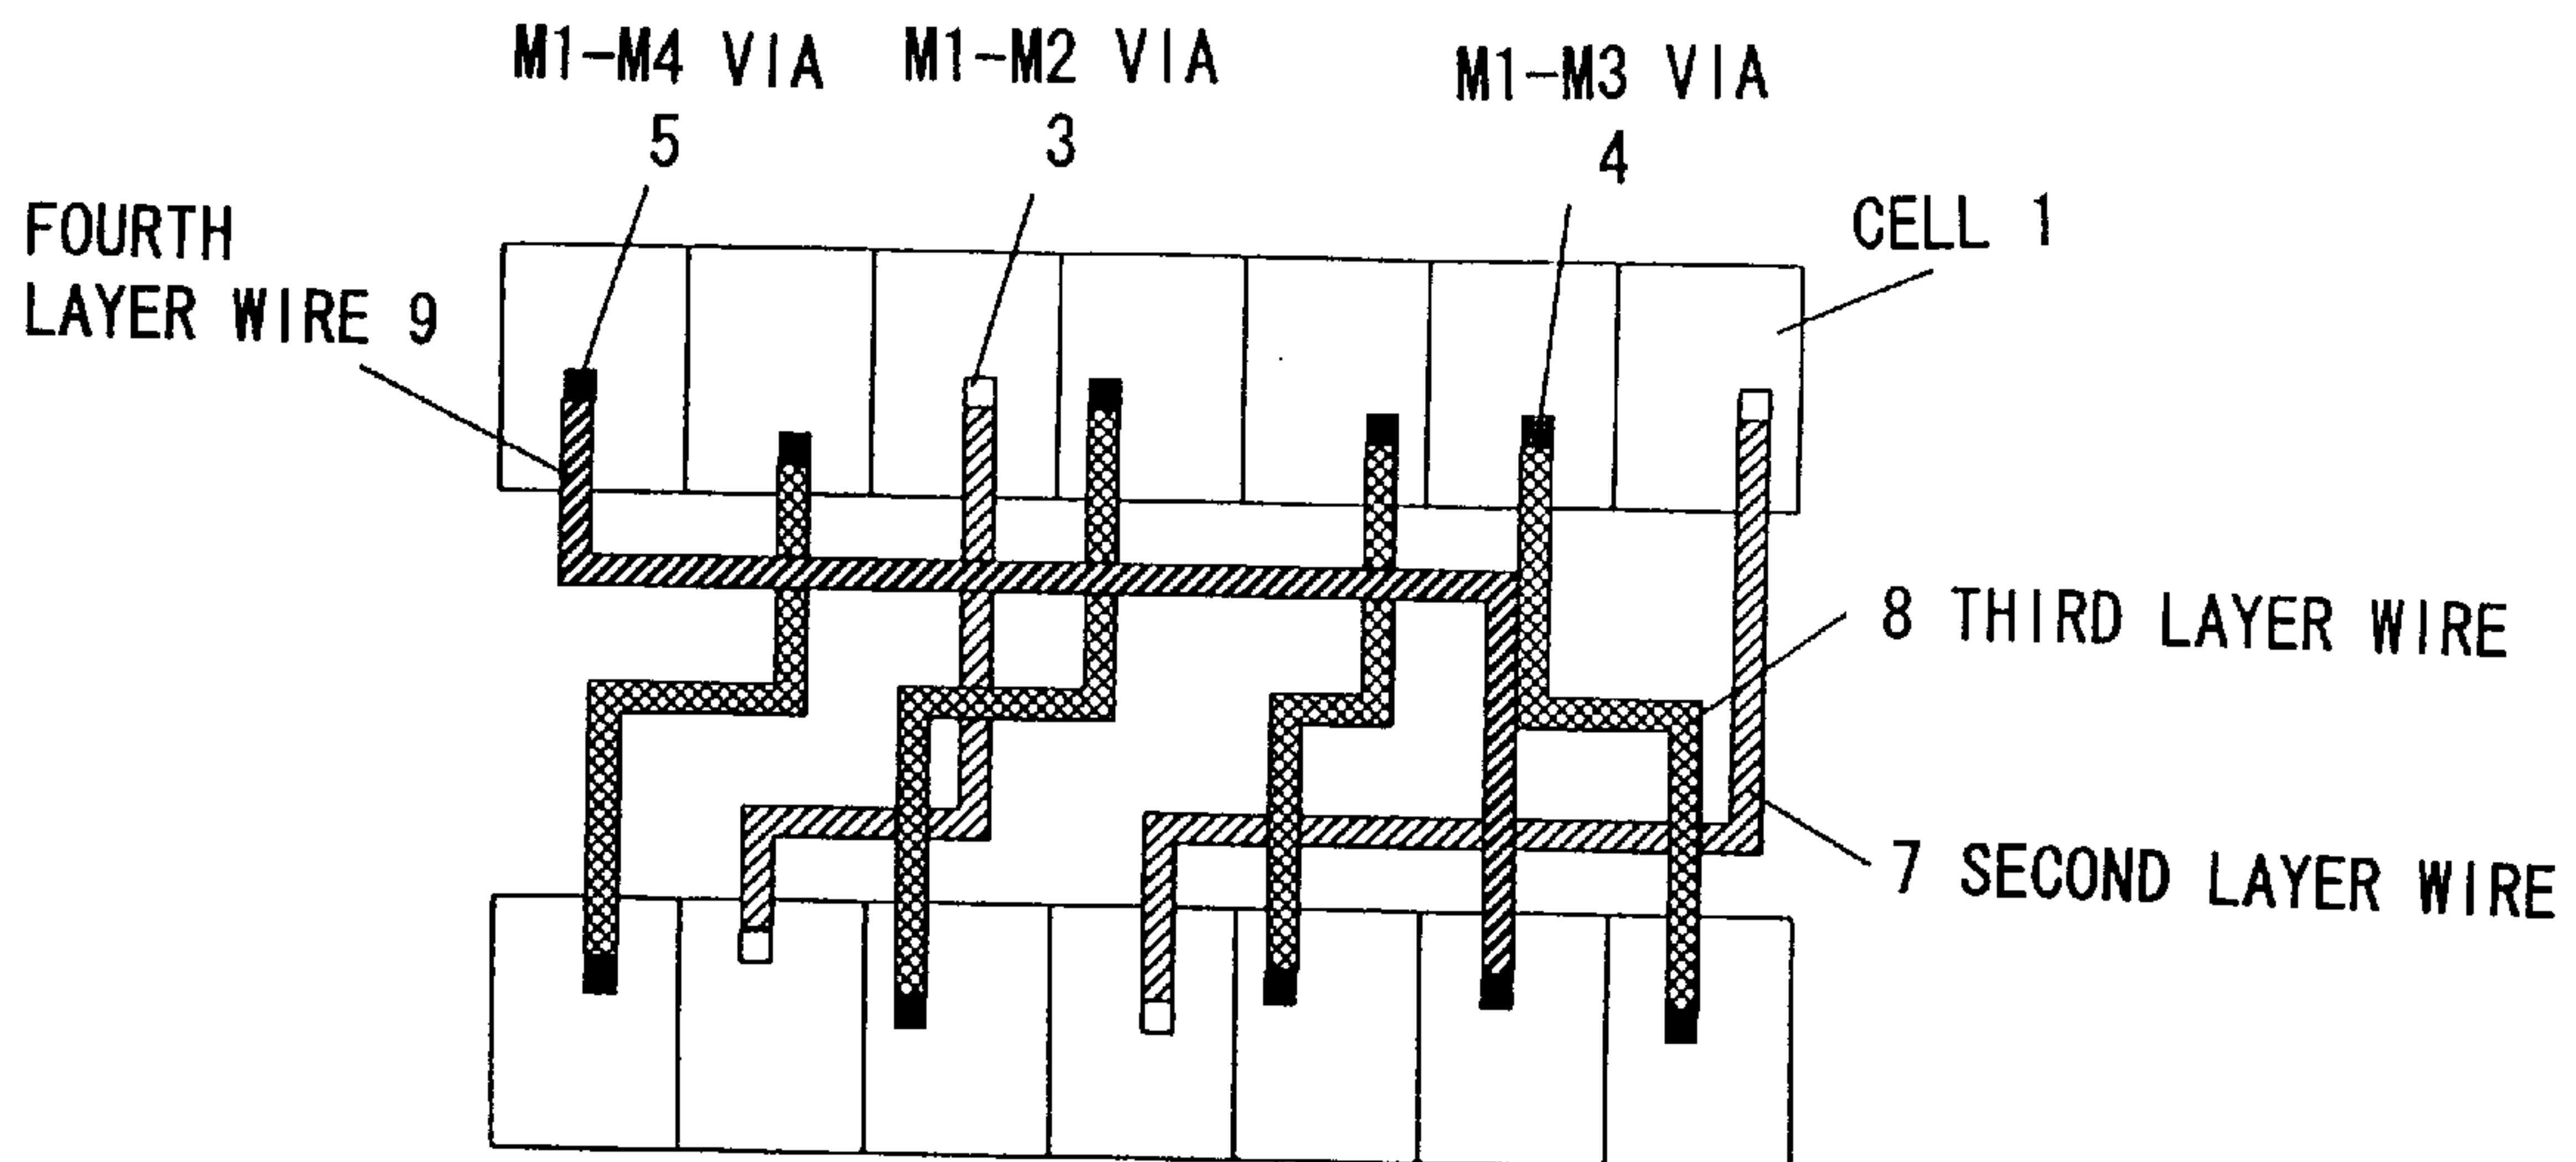 M1-M4 VIA
5
M1-M2 VIA
3
M1-M3 VIA
4
CELL 1
FOURTH
LAYER WIRE 9
8 THIRD LAYER WIRE
7 SECOND LAYER WIRE